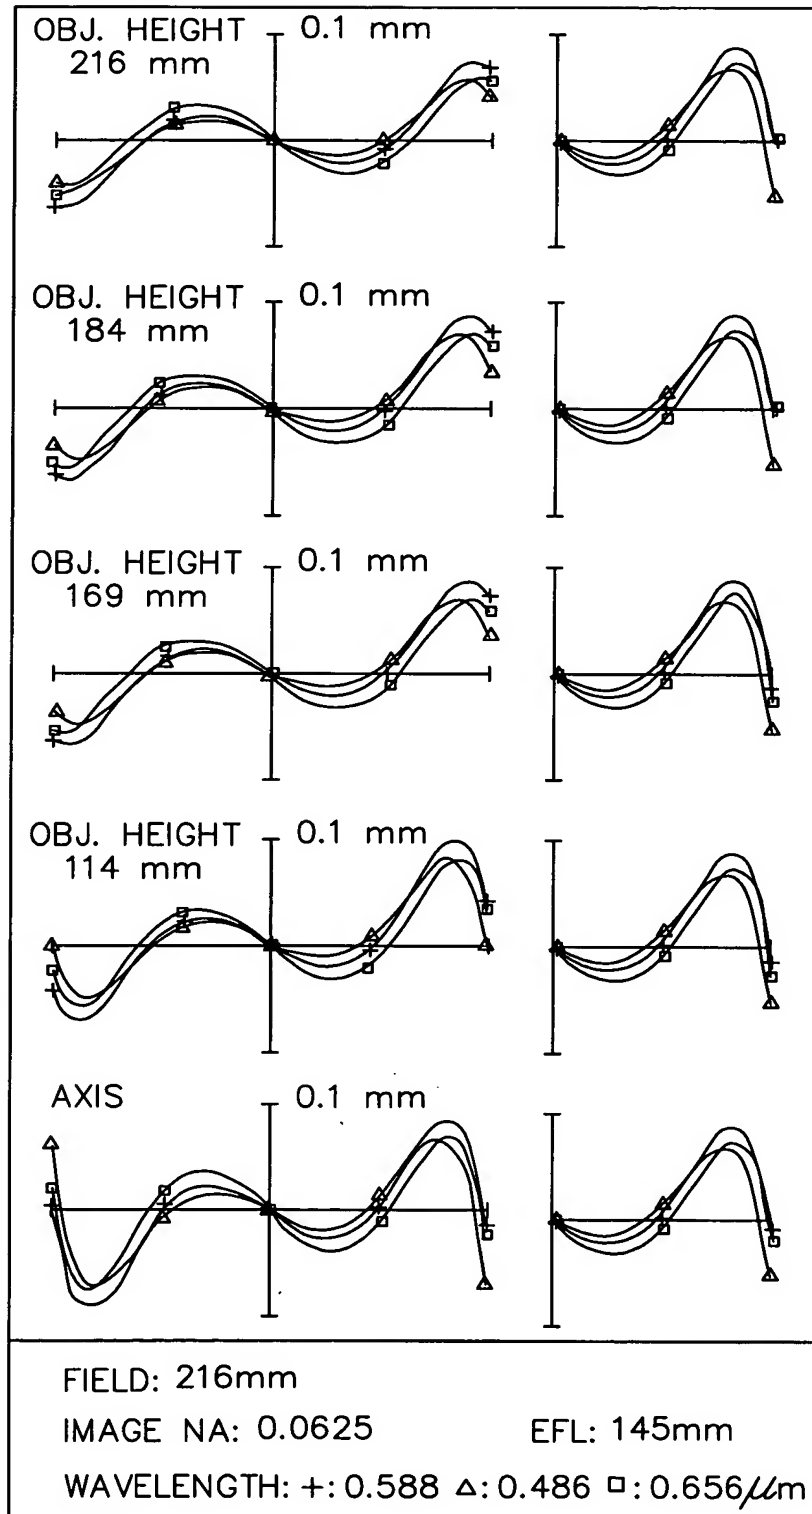 OBJ. HEIGHT 0.1 mm
216 mm
OBJ. HEIGHT 0.1 mm
184 mm
OBJ. HEIGHT 0.1 mm
169 mm
OBJ. HEIGHT 0.1 mm
114 mm
AXIS 0.1 mm
FIELD: 216mm
IMAGE NA: 0.0625 EFL: 145mm
WAVELENGTH: +: 0.588 △: 0.486 □: 0.656μm